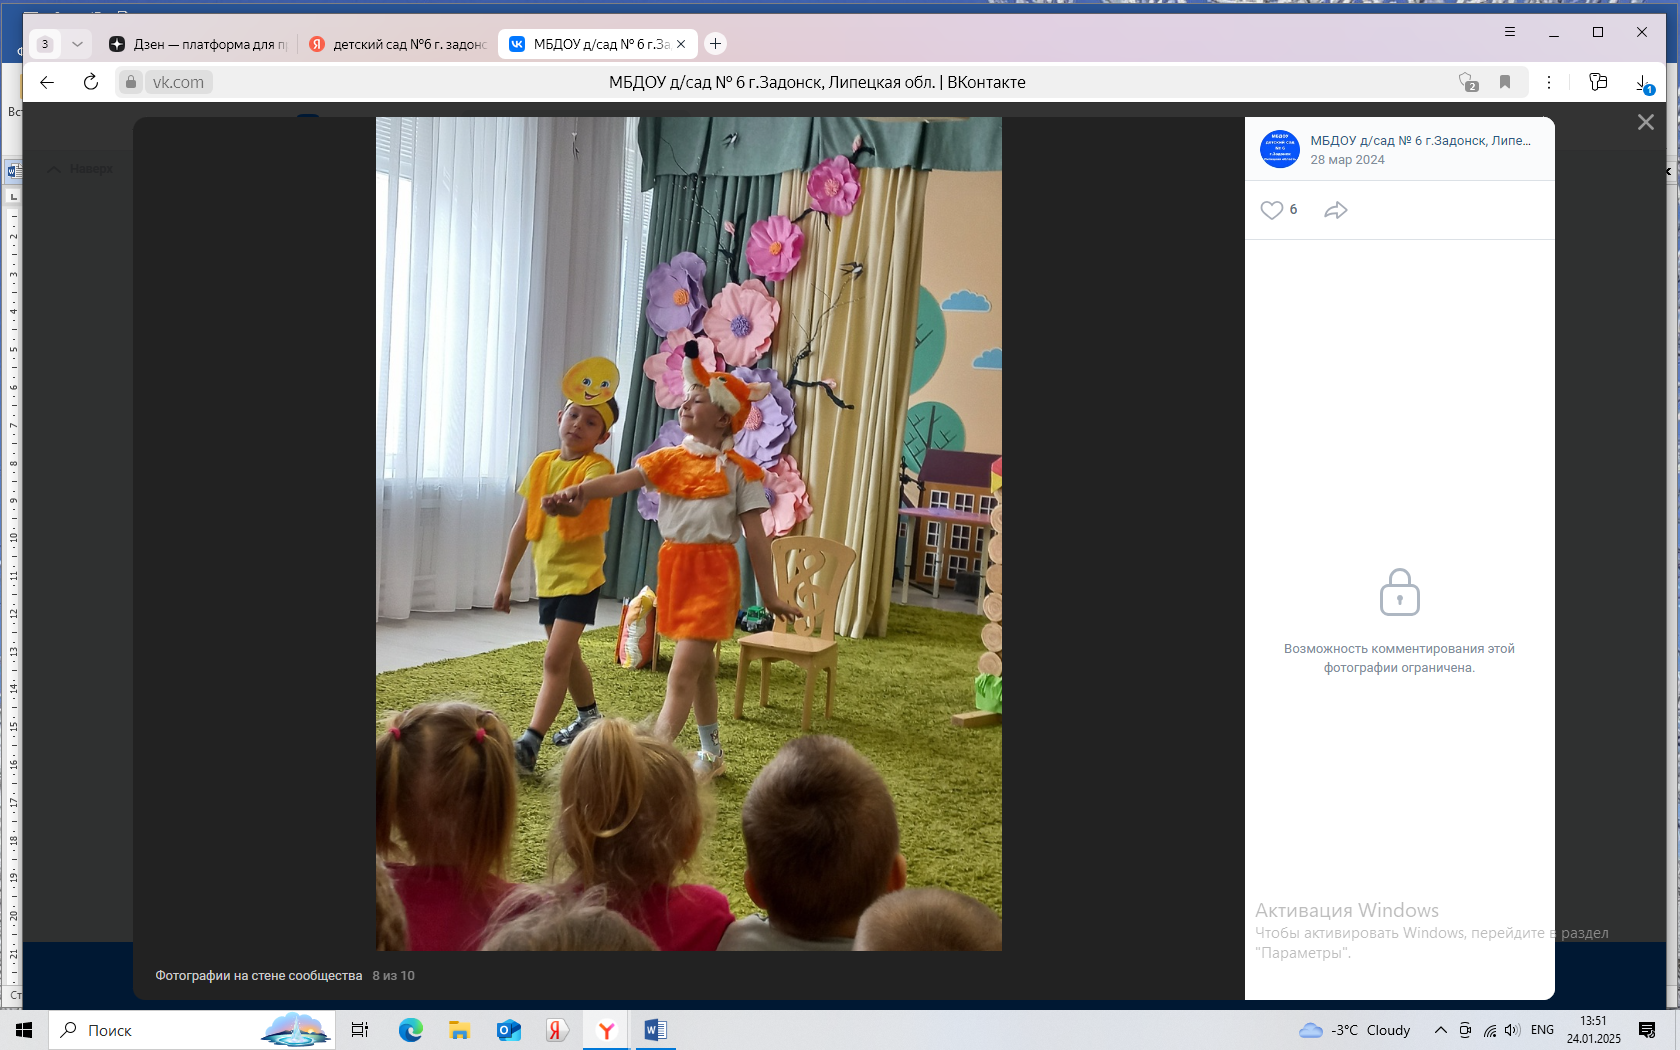 3
Дзен — платформа для п
детский сад №6 г. задонс
МБДОУ д/сад № 6 г.За
vk.com
МБДОУ д/сад № 6 г.Задонск, Липецкая обл. | ВКонтакте
2
1
Наверх
МБДОУ д/сад № 6 г.Задонск, Липе...
28 мар 2024
6
Возможность комментирования этой
фотографии ограничена.
Активация Windows
Чтобы активировать Windows, перейдите в раздел
"Параметры".
Фотографии на стене сообщества 8 из 10
Поиск
-3°C Cloudy
ENG
13:51
24.01.2025